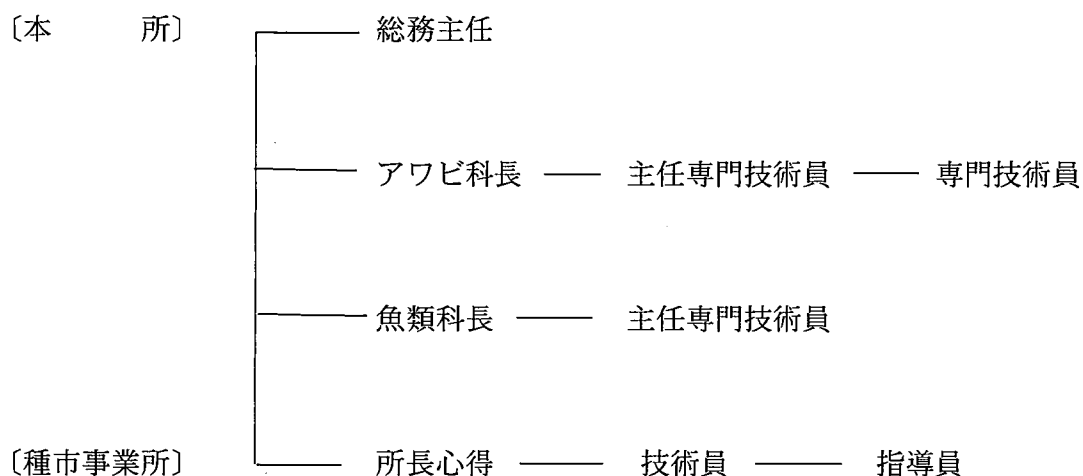 〔本　　　所〕 総務主任
アワビ科長 主任専門技術員 専門技術員
魚類科長 主任専門技術員
〔種市事業所〕 所長心得 技術員 指導員